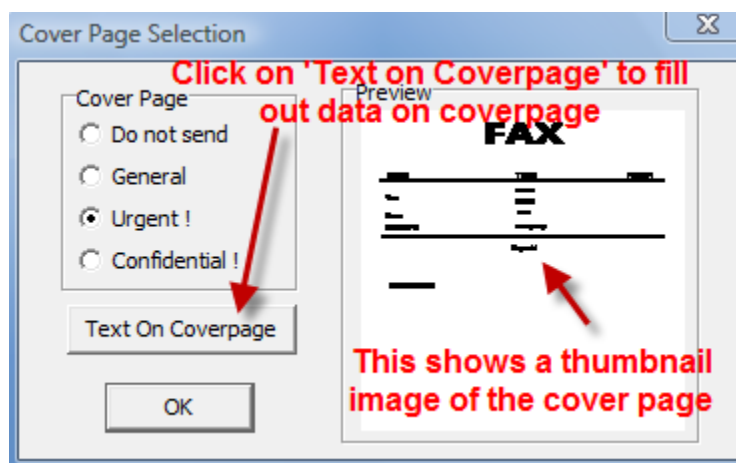 Cover Page Selection
Click on 'Text on Coverpage' to fill
out data on coverpage
Cover Page
Do not send
General
Urgent !
Confidential !
Text On Coverpage
OK
Preview
FAX
This shows a thumbnail
image of the cover page